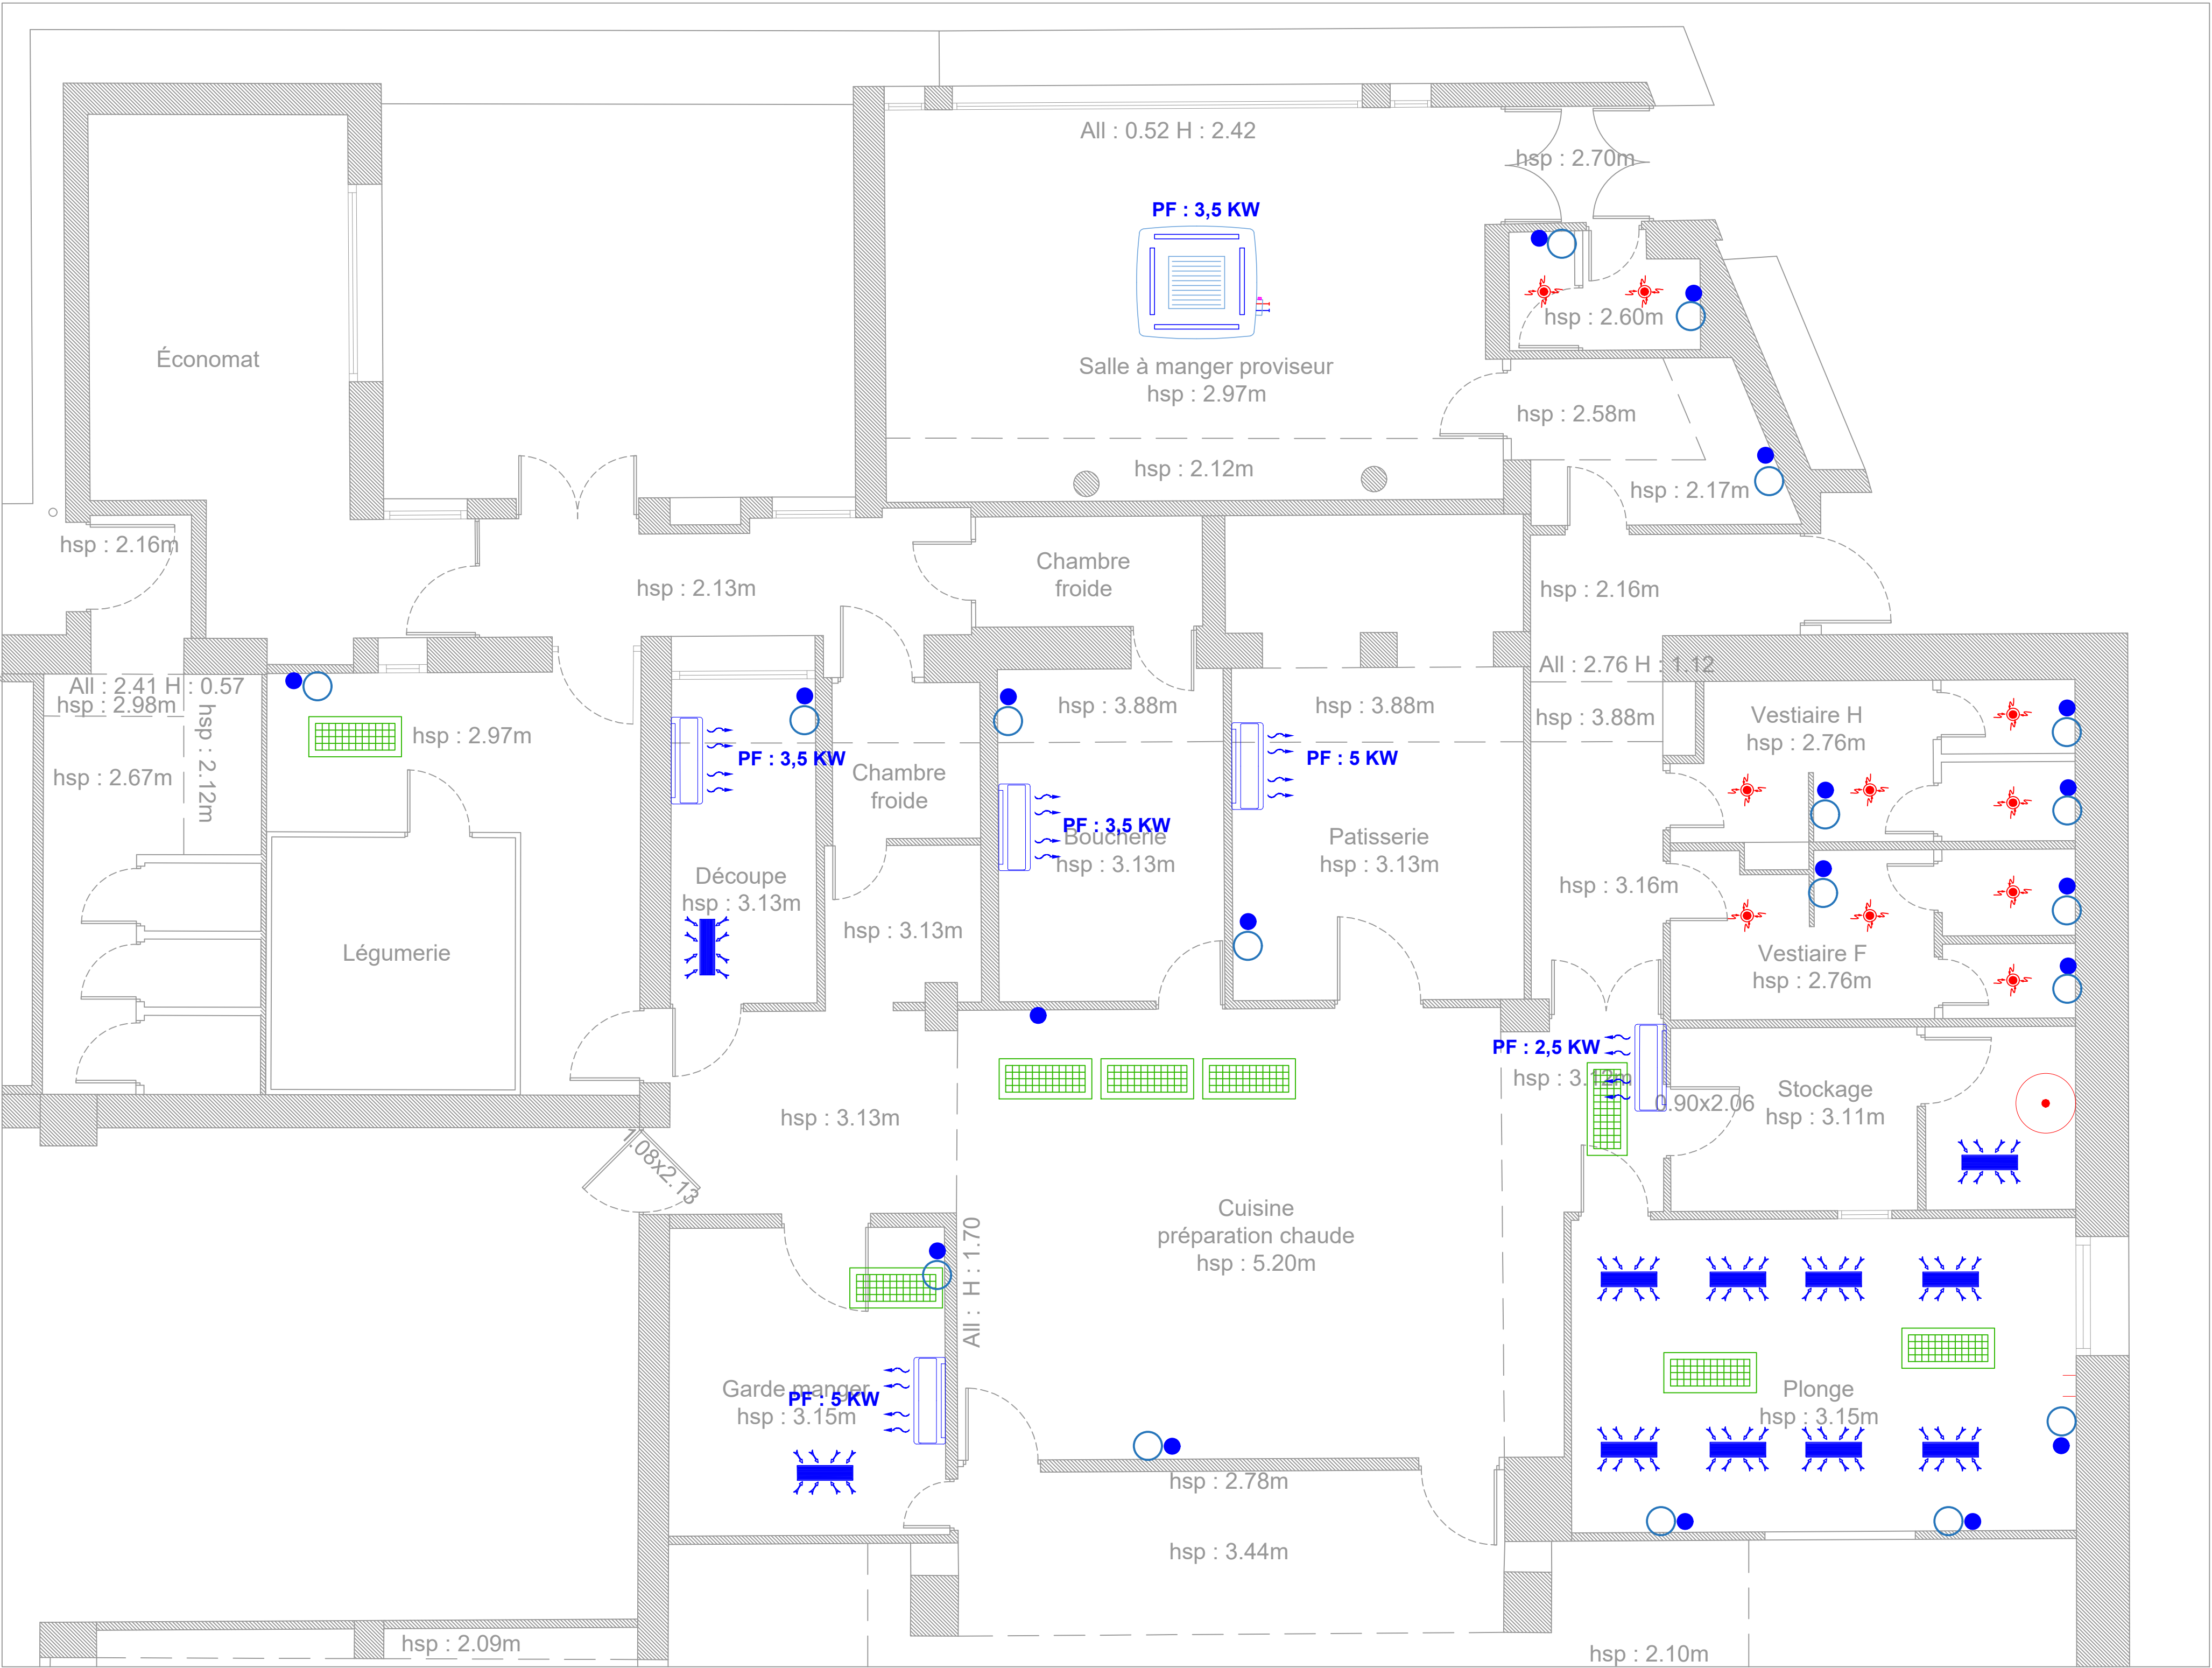 All : 0.52 H : 2.42
hsp : 2.70m
PF : 3,5 KW
hsp : 2.60m
Économat
Salle à manger proviseur
hsp : 2.97m
hsp : 2.58m
hsp : 2.12m
hsp : 2.17m
hsp : 2.16m
hsp : 2.13m
Chambre
froide
hsp : 2.16m
All : 2.76 H : 1.12
All : 2.41 H : 0.57
hsp : 2.98m
hsp : 2.12m
hsp : 2.67m
hsp : 2.97m
PF : 3,5 KW
Chambre
froide
hsp : 3.88m
hsp : 3.88m
hsp : 3.88m
PF : 5 KW
Vestiaire H
hsp : 2.76m
PF : 3,5 KW
Boucherie
hsp : 3.13m
Patisserie
hsp : 3.13m
Découpe
hsp : 3.13m
hsp : 3.13m
hsp : 3.16m
Légumerie
Vestiaire F
hsp : 2.76m
PF : 2,5 KW
hsp : 3.12m
0.90x2.06
Stockage
hsp : 3.11m
hsp : 3.13m
1.08x2.13
Cuisine
préparation chaude
hsp : 5.20m
All : H : 1.70
Garde manger
PF : 5 KW
hsp : 3.15m
Plonge
hsp : 3.15m
hsp : 2.78m
hsp : 3.44m
hsp : 2.09m
hsp : 2.10m